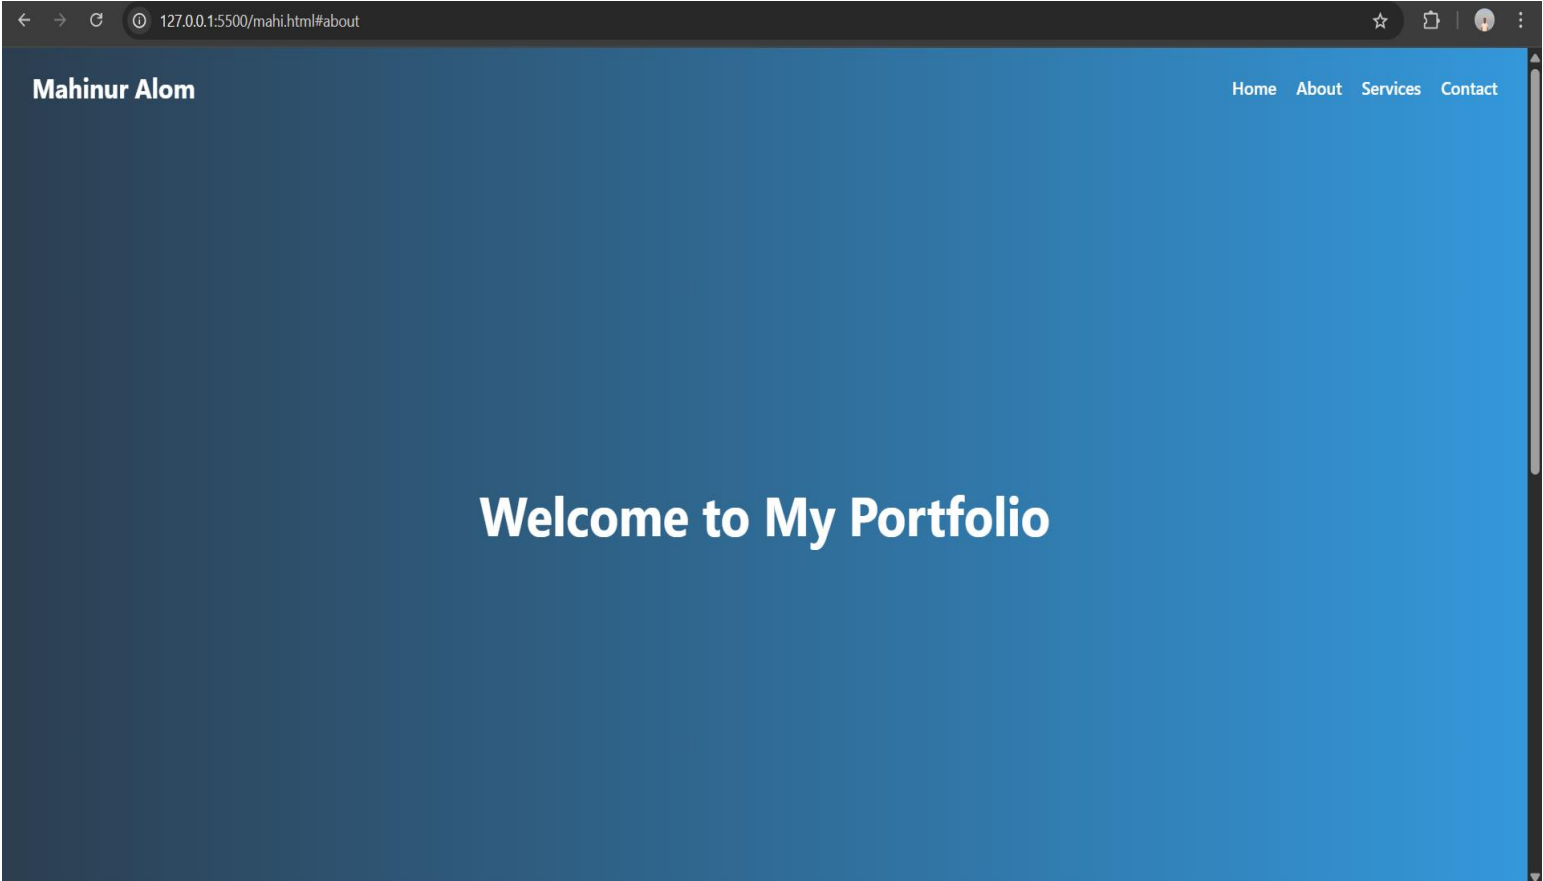 127.0.0.1:5500/mahi.html#about
Mahinur Alom
Home About Services Contact
Welcome to My Portfolio